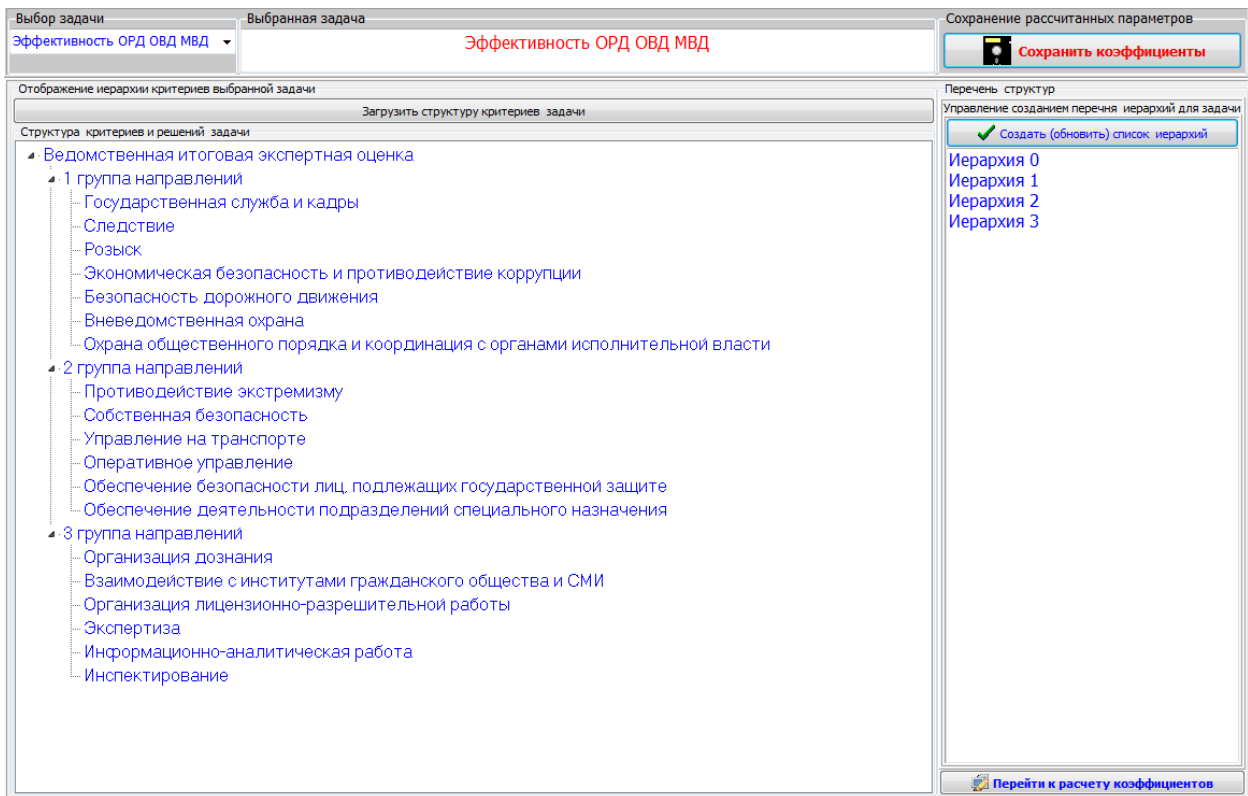 Выбор задачи
Эффективность ОРД ОВД МВД
Выбранная задача
Эффективность ОРД ОВД МВД
Сохранение рассчитанных параметров
Сохранить коэффициенты
Отображение иерархии критериев выбранной задачи
Загрузить структуру критериев задачи
Структура критериев и решений задачи
Ведомственная итоговая экспертная оценка
1 группа направлений
Государственная служба и кадры
Следствие
Розыск
Экономическая безопасность и противодействие коррупции
Безопасность дорожного движения
Вневедомственная охрана
Охрана общественного порядка и координация с органами исполнительной власти
2 группа направлений
Противодействие экстремизму
Собственная безопасность
Управление на транспорте
Оперативное управление
Обеспечение безопасности лиц, подлежащих государственной защите
Обеспечение деятельности подразделений специального назначения
3 группа направлений
Организация дознания
Взаимодействие с институтами гражданского общества и СМИ
Организация лицензионно-разрешительной работы
Экспертиза
Информационно-аналитическая работа
Инспектирование
Перечень структур
Управление созданием перечня иерархий для задачи
Создать (обновить) список иерархий
Иерархия 0
Иерархия 1
Иерархия 2
Иерархия 3
Перейти к расчету коэффициентов